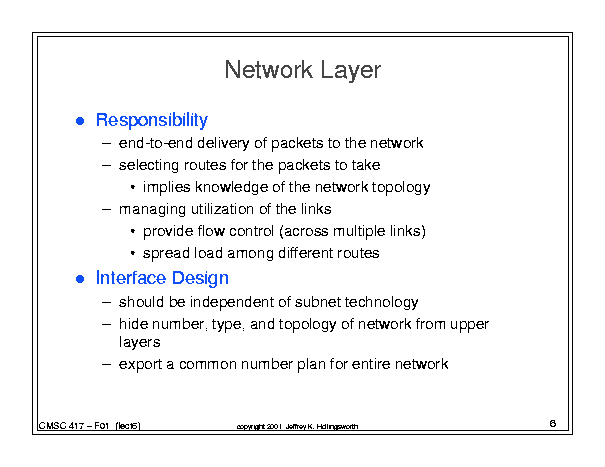 Network Layer
● Responsibility
– end-to-end delivery of packets to the network
– selecting routes for the packets to take
• implies knowledge of the network topology
– managing utilization of the links
• provide flow control (across multiple links)
• spread load among different routes
● Interface Design
– should be independent of subnet technology
– hide number, type, and topology of network from upper
layers
– export a common number plan for entire network
CMSC 417 – F01 (lect6)
copyright 2001 Jeffrey K. Hollingsworth
6